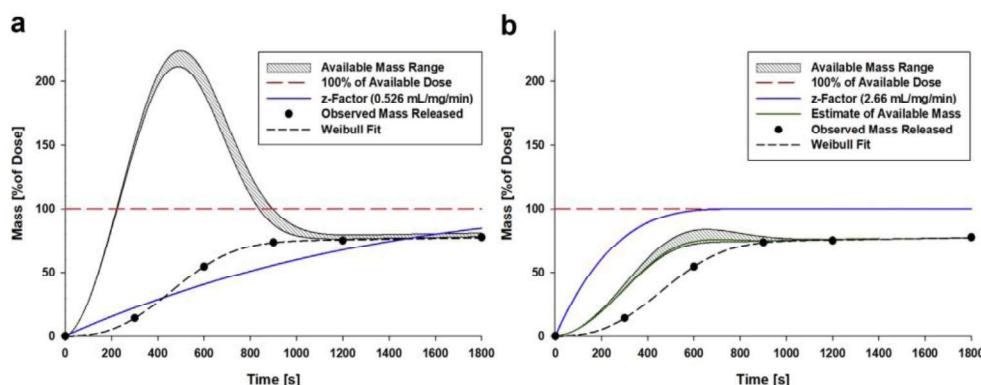 a
Mass [% of Dose]
200
150
100
50
0
Available Mass Range
100% of Available Dose
z-Factor (0.526 mL/mg/min)
Observed Mass Released
Weibull Fit
0 200 400 600 800 1000 1200 1400 1600 1800
Time [s]
b
Mass [% of Dose]
200
150
100
50
0
Available Mass Range
100% of Available Dose
z-Factor (2.66 mL/mg/min)
Estimate of Available Mass
Observed Mass Released
Weibull Fit
0 200 400 600 800 1000 1200 1400 1600 1800
Time [s]